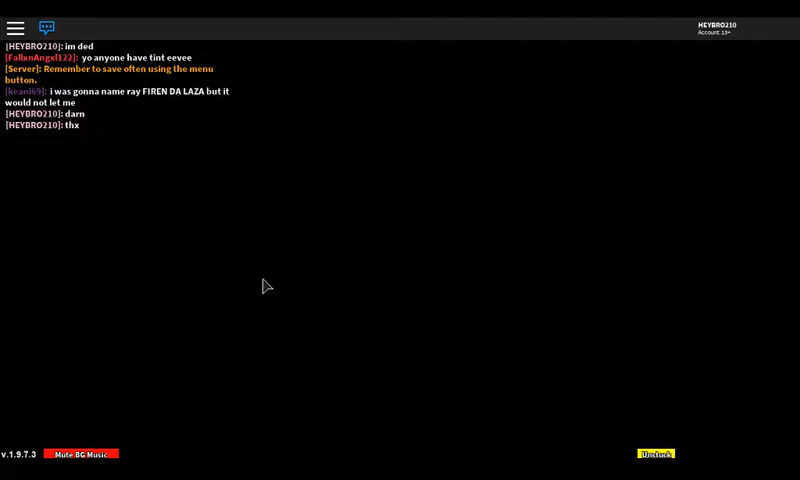 HEYBRO210
Account: 13+
[HEYBRO210]: im ded
[FallxnAngxl122]: yo anyone have tint eevee
[Server]: Remember to save often using the menu
button.
[keani69]: i was gonna name ray FIREN DA LAZA but it
would not let me
[HEYBRO210]: darn
[HEYBRO210]: thx
v.1.9.7.3
Mute BG Music
Unstuck